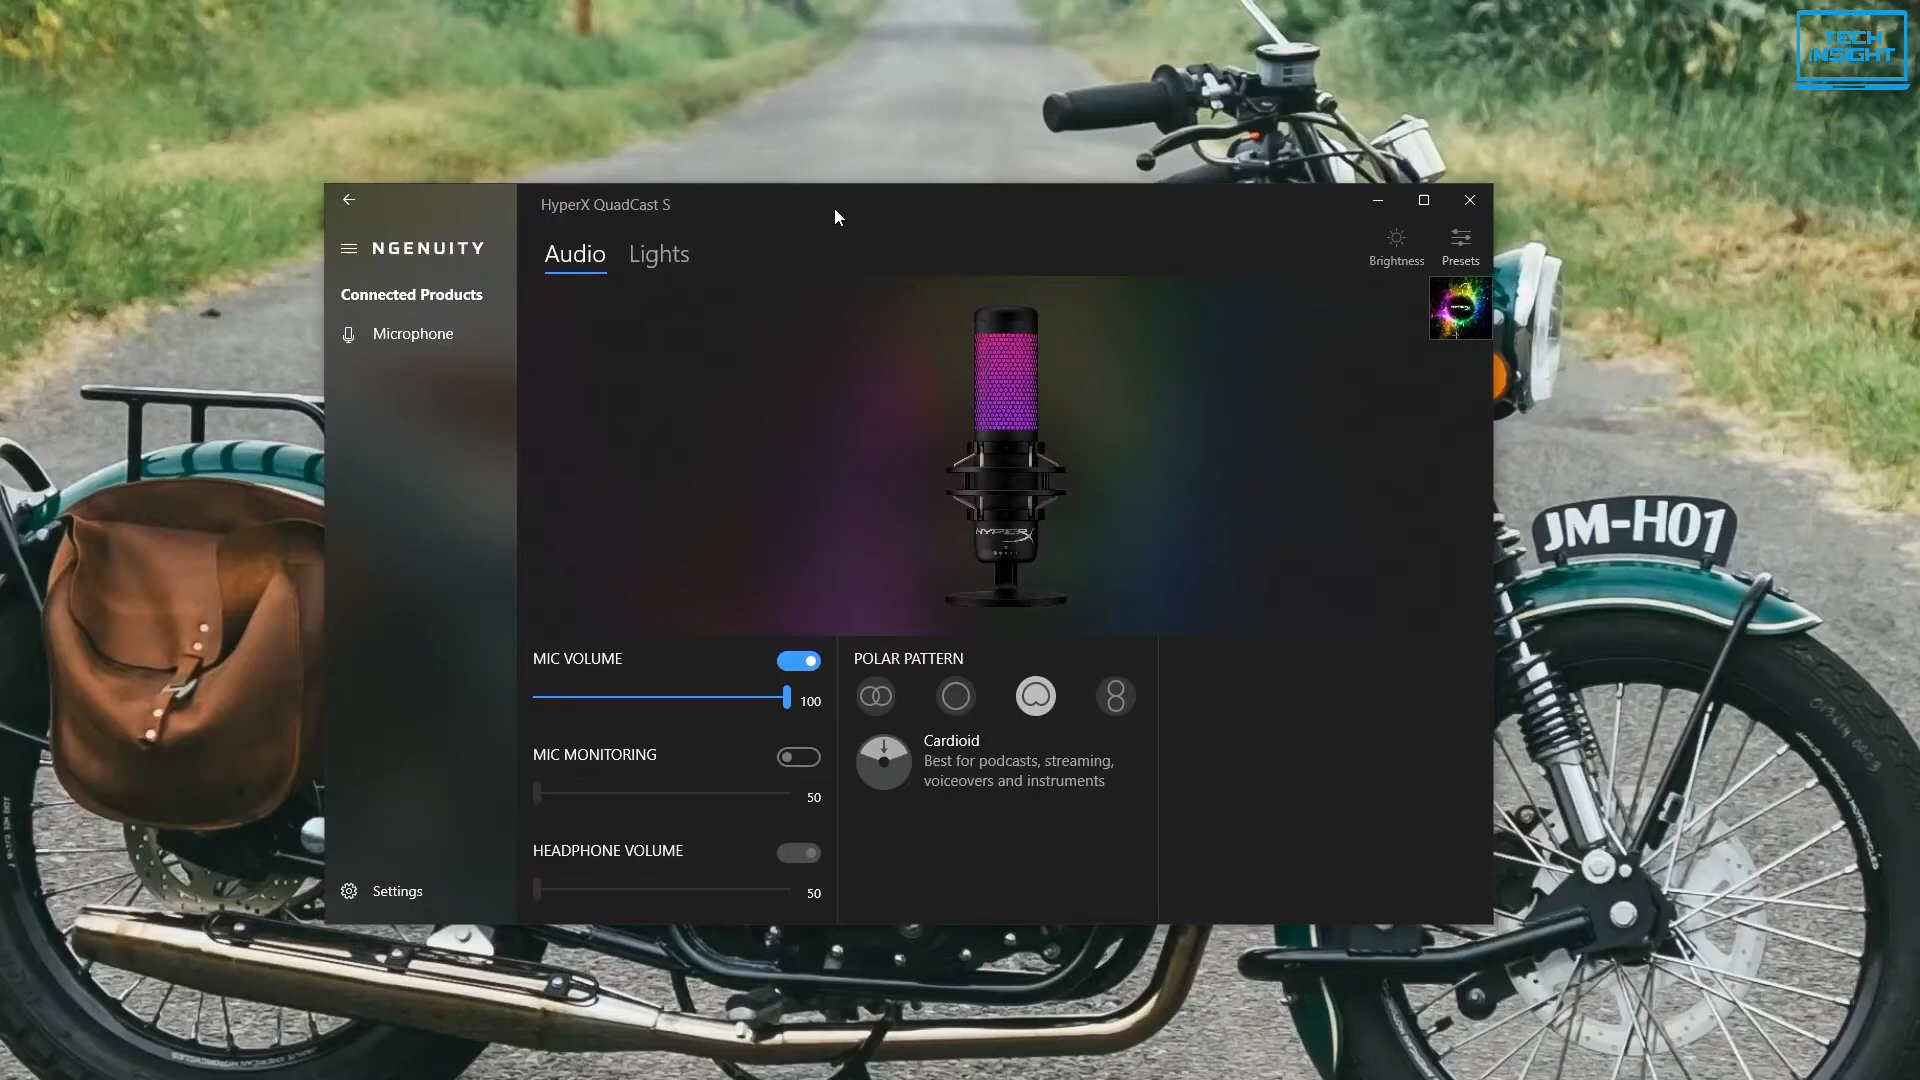 TECH
INSIGHT
HyperX QuadCast S
NGENUITY
Audio
Lights
Brightness
Presets
Connected Products
Microphone
HYPERX
JM-H01
MIC VOLUME
100
MIC MONITORING
50
HEADPHONE VOLUME
50
POLAR PATTERN
Cardioid
Best for podcasts, streaming,
voiceovers and instruments
Settings